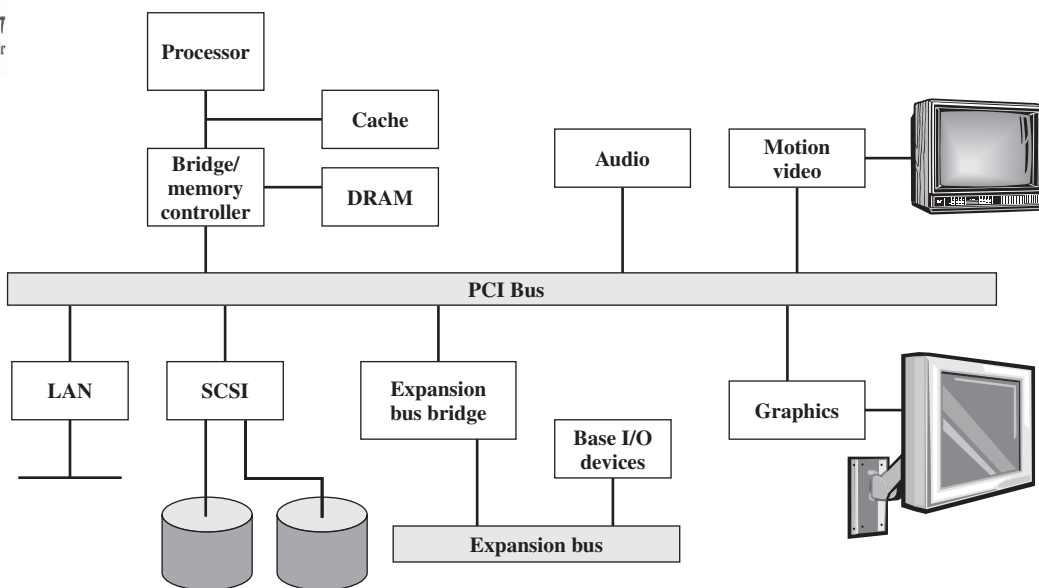 Processor
Cache
Bridge/
memory
controller
DRAM
Audio
Motion
video
PCI Bus
LAN
SCSI
Expansion
bus bridge
Base I/O
devices
Graphics
Expansion bus